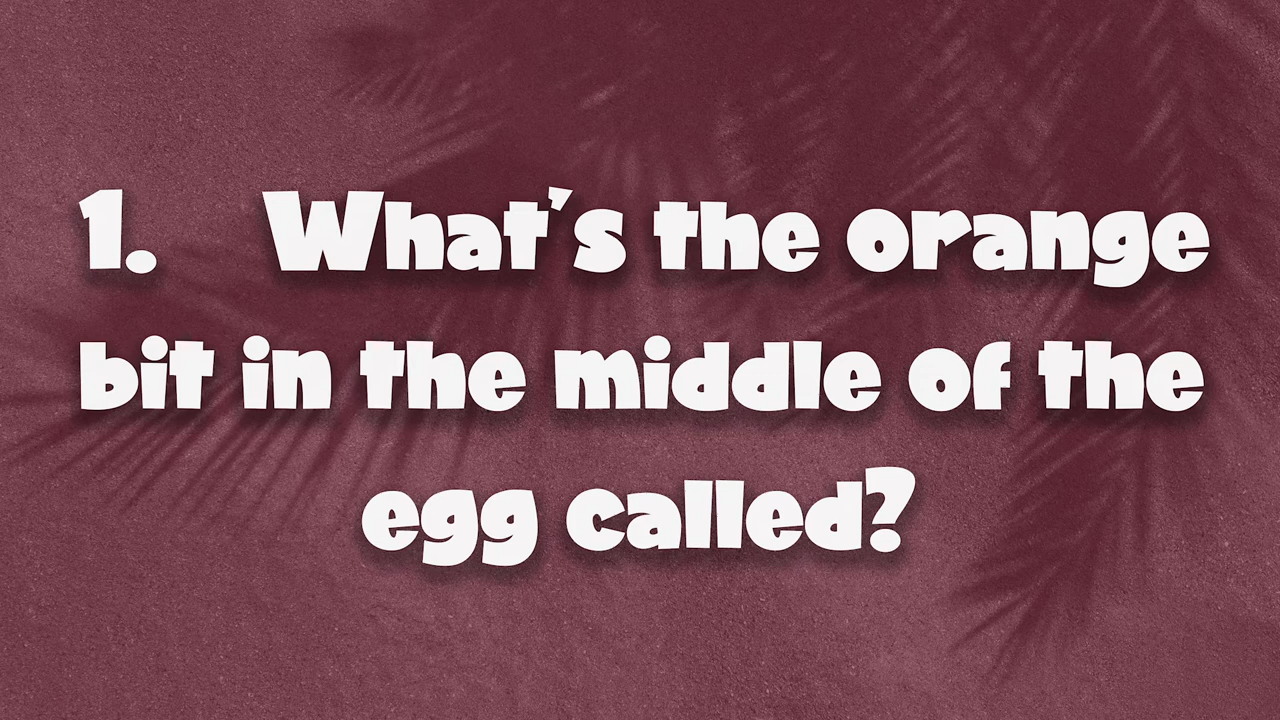 1. What's the orange
bit in the middle of the
egg called?